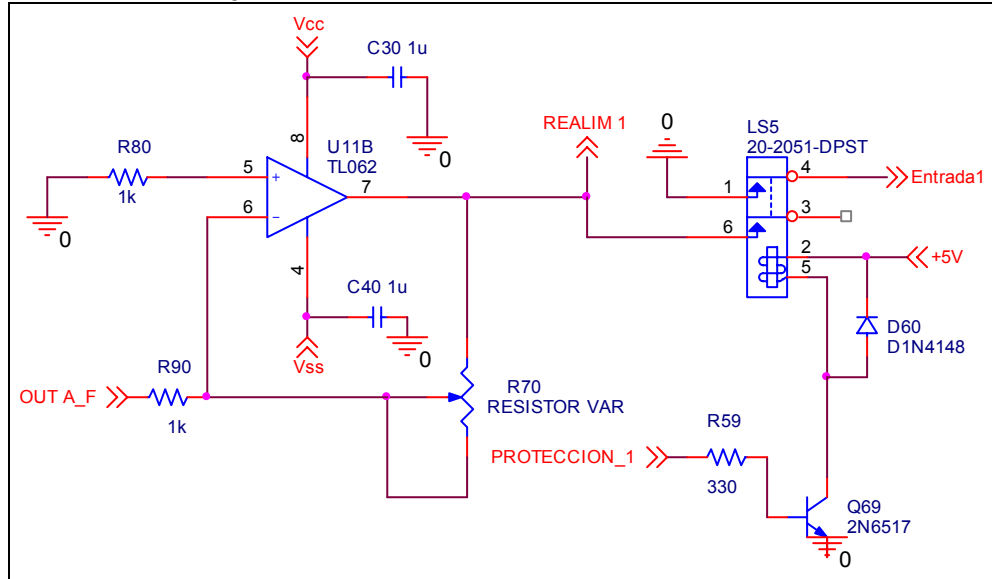 Vcc
C30 1u
0
REALIM 1
0
LS5
20-2051-DPST
R80
1k
0
8
U11B
TL062
5
+
6
−
7
4
1
6
4
3
2
5
Entrada1
+5V
C40 1u
0
Vss
D60
D1N4148
R90
OUT A_F
1k
R70
RESISTOR VAR
R59
PROTECCION_1
330
Q69
2N6517
0